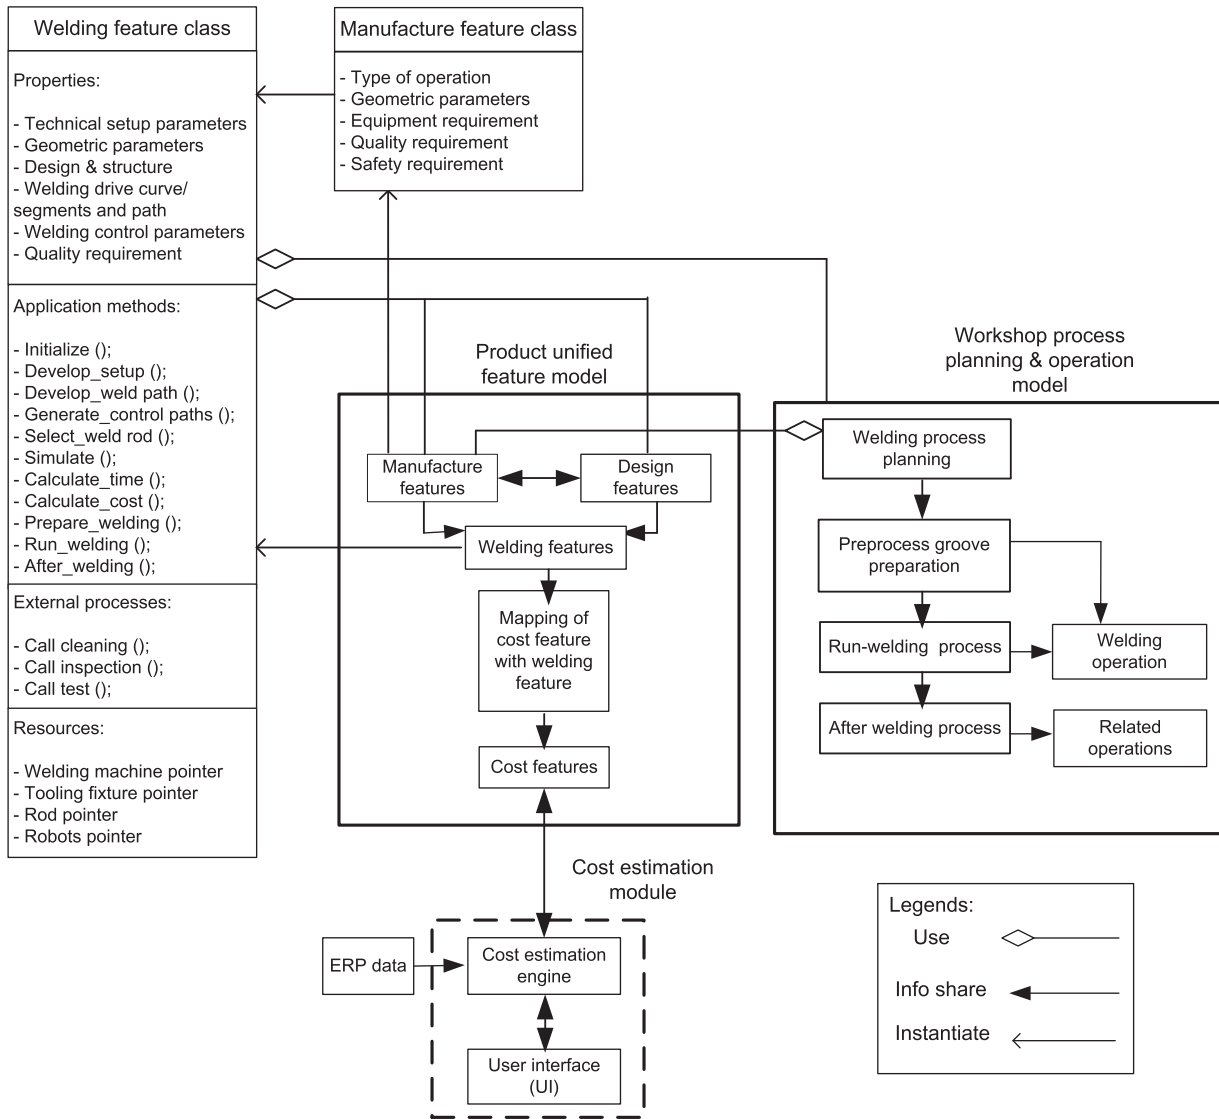 Welding feature class
Properties:
- Technical setup parameters
- Geometric parameters
- Design & structure
- Welding drive curve/
segments and path
- Welding control parameters
- Quality requirement
Application methods:
- Initialize ();
- Develop_setup ();
- Develop_weld path ();
- Generate_control paths ();
- Select_weld rod ();
- Simulate ();
- Calculate_time ();
- Calculate_cost ();
- Prepare_welding ();
- Run_welding ();
- After_welding ();
External processes:
- Call cleaning ();
- Call inspection ();
- Call test ();
Resources:
- Welding machine pointer
- Tooling fixture pointer
- Rod pointer
- Robots pointer
Manufacture feature class
- Type of operation
- Geometric parameters
- Equipment requirement
- Quality requirement
- Safety requirement
Product unified
feature model
Manufacture
features
Design
features
Welding features
Mapping of
cost feature
with welding
feature
Cost features
Cost estimation
module
ERP data
Cost estimation
engine
User interface
(UI)
Workshop process
planning & operation
model
Welding process
planning
Preprocess groove
preparation
Run-welding process
Welding
operation
After welding process
Related
operations
Legends:
Use
Info share
Instantiate